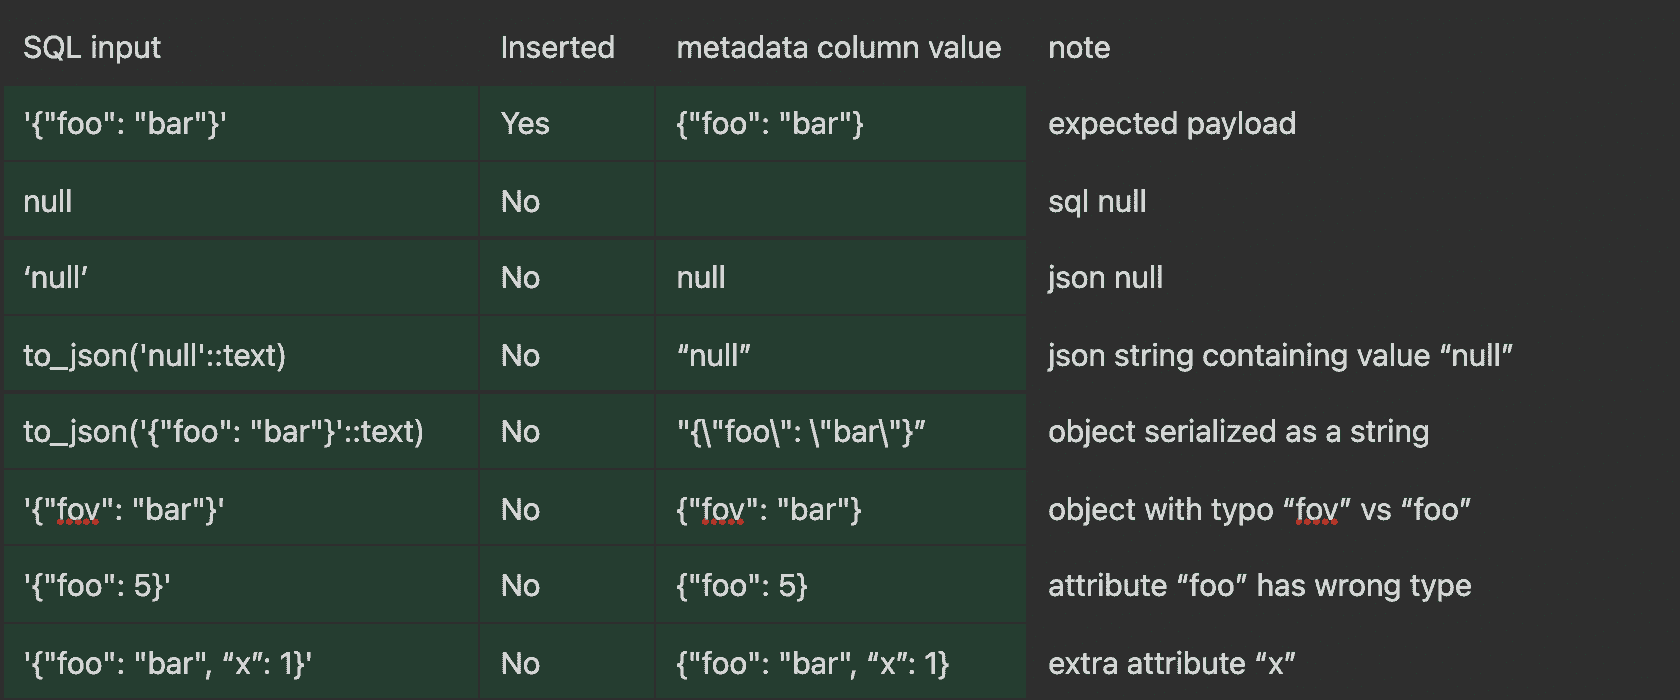 SQL input Inserted metadata column value note
'{"foo": "bar"}' Yes {"foo": "bar"} expected payload
null No sql null
‘null’ No null json null
to_json('null'::text) No “null” json string containing value “null”
to_json('{"foo": "bar"}'::text) No "{\"foo\": \"bar\"}” object serialized as a string
'{"fov": "bar"}' No {"fov": "bar"} object with typo “fov” vs “foo”
'{"foo": 5}' No {"foo": 5} attribute “foo” has wrong type
'{"foo": "bar", “x”: 1}' No {"foo": "bar", “x”: 1} extra attribute “x”